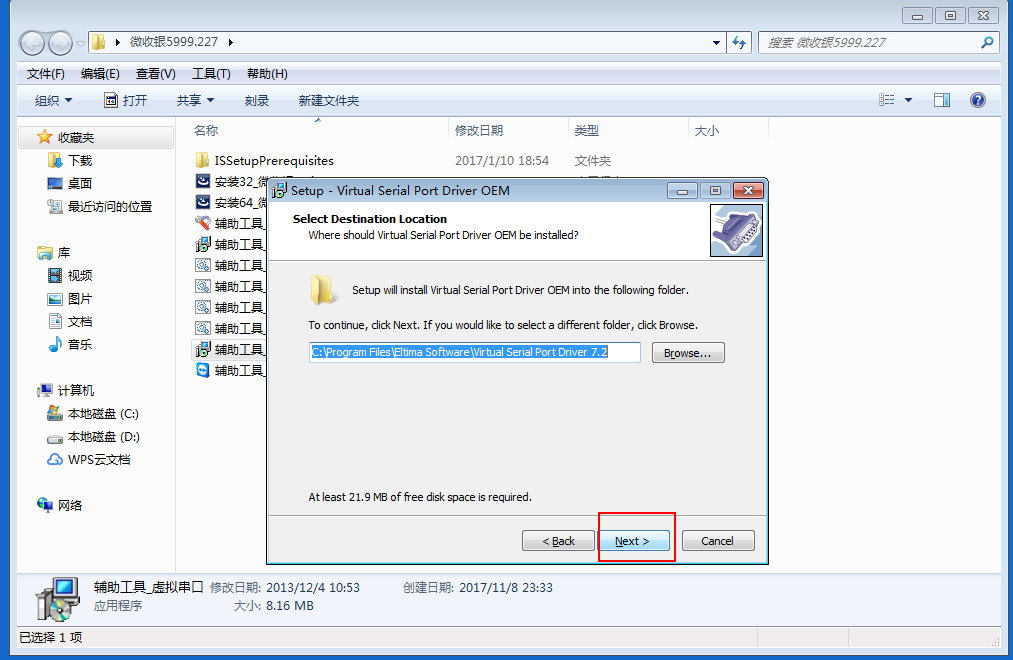 微收银5999.227
搜索 微收银5999.227
文件(F) 编辑(E) 查看(V) 工具(T) 帮助(H)
组织 打开 共享 刻录 新建文件夹
名称 修改日期 类型 大小
收藏夹
下载
桌面
最近访问的位置
库
视频
图片
文档
音乐
计算机
本地磁盘 (C:)
本地磁盘 (D:)
WPS云文档
网络
ISSetupPrerequisites 2017/1/10 18:54 文件夹
安装32_微
安装64_微
辅助工具_
辅助工具_
辅助工具_
辅助工具_
辅助工具_
辅助工具_
辅助工具_
辅助工具_
Setup - Virtual Serial Port Driver OEM
Select Destination Location
Where should Virtual Serial Port Driver OEM be installed?
Setup will install Virtual Serial Port Driver OEM into the following folder.
To continue, click Next. If you would like to select a different folder, click Browse.
C:\Program Files\Eltima Software\Virtual Serial Port Driver 7.2
Browse...
At least 21.9 MB of free disk space is required.
< Back Next > Cancel
辅助工具_虚拟串口 修改日期: 2013/12/4 10:53 创建日期: 2017/11/8 23:33
应用程序 大小: 8.16 MB
已选择 1 项